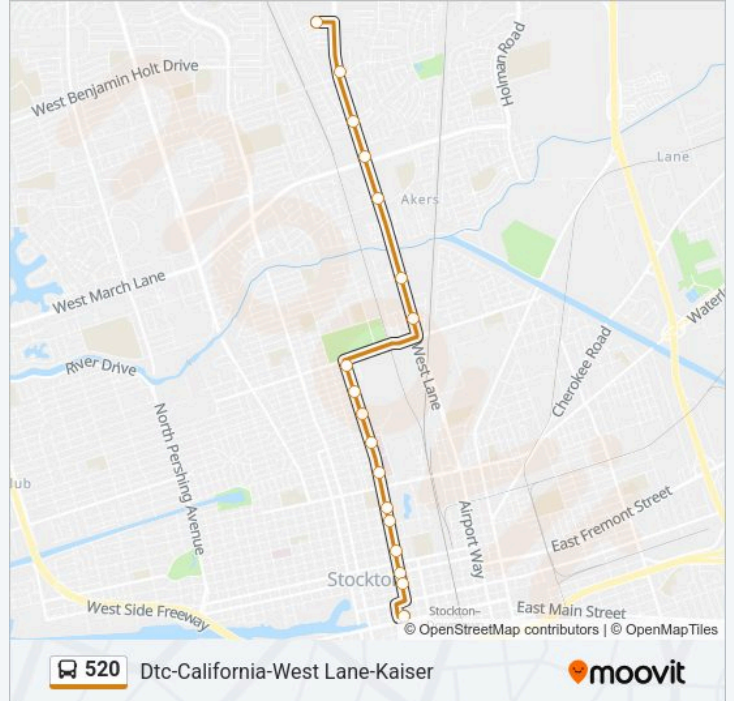 Holman Road
West Benjamin Holt Drive
Lane
Akers
West March Lane
Waterl
River Drive
West Lane
Cherokee Road
North Pershing Avenue
lub
East Fremont Street
Airport Way
Stockto
West Side Freeway
Stockton–
East Main Street
© OpenStreetMap contributors | © OpenMapTiles
520 Dtc-California-West Lane-Kaiser
moovit